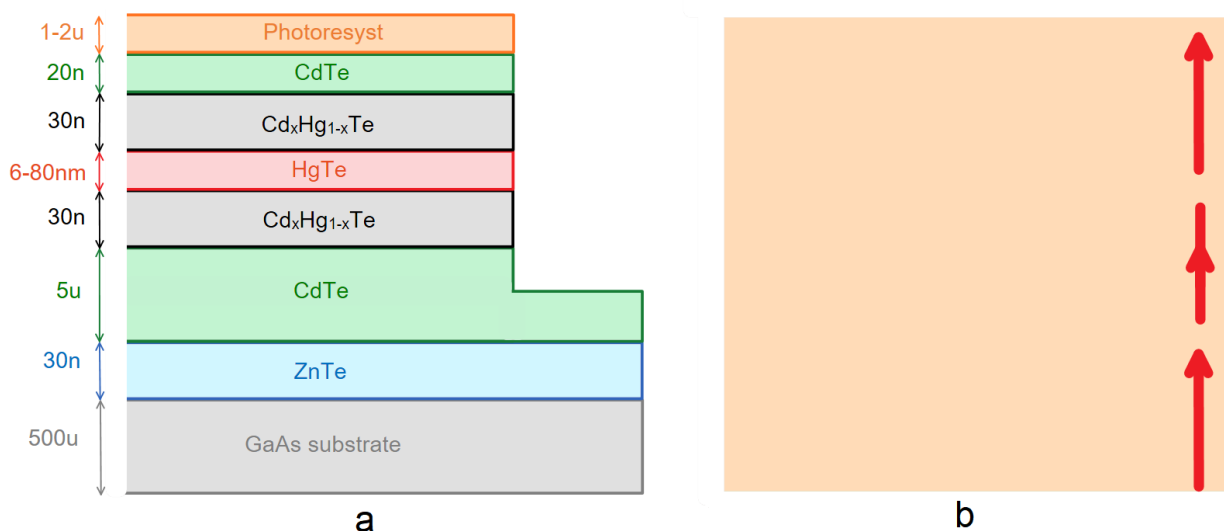 1-2u
Photoresyst
20n
CdTe
30n
CdₓHg₁₋ₓTe
6-80nm
HgTe
30n
CdₓHg₁₋ₓTe
5u
CdTe
30n
ZnTe
500u
GaAs substrate
a
b